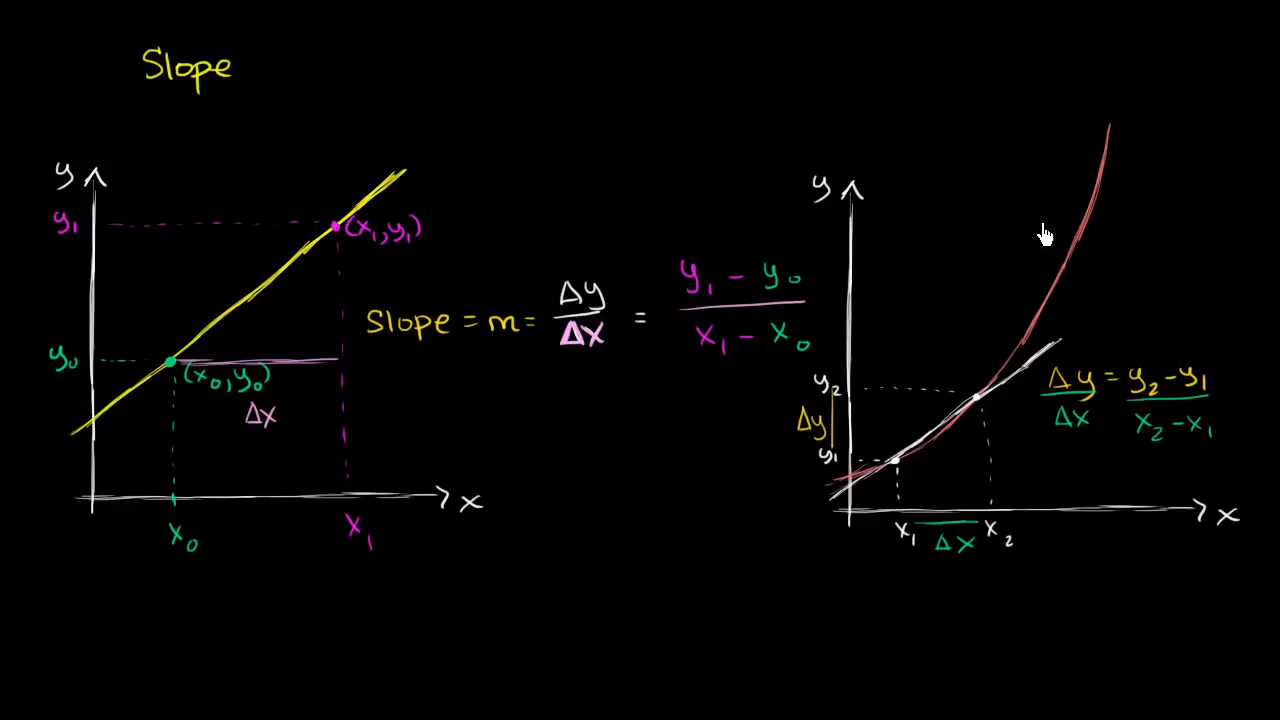 Slope
y
y₁
(x₁, y₁)
y₀
(x₀, y₀)
Δx
x
x₀
x₁
Slope = m = Δy/Δx = y₁ - y₀ / x₁ - x₀
y
y₂
Δy
y₁
Δy/Δx = y₂ - y₁ / x₂ - x₁
x
x₁
Δx
x₂